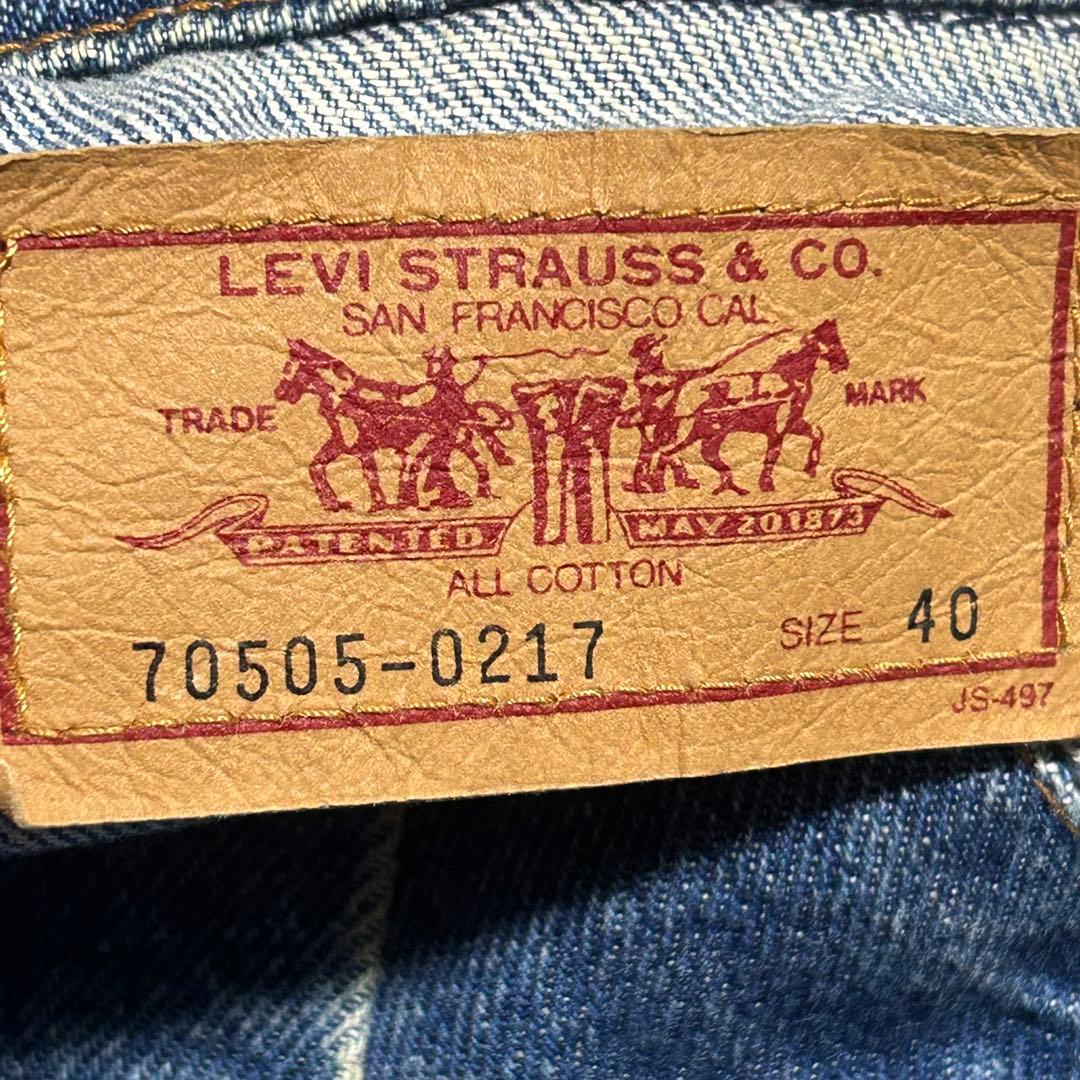 LEVI STRAUSS & CO.
SAN FRANCISCO CAL
TRADE MARK
PATENTED MAY 20 1873
ALL COTTON
70505-0217 SIZE 40
JS-497